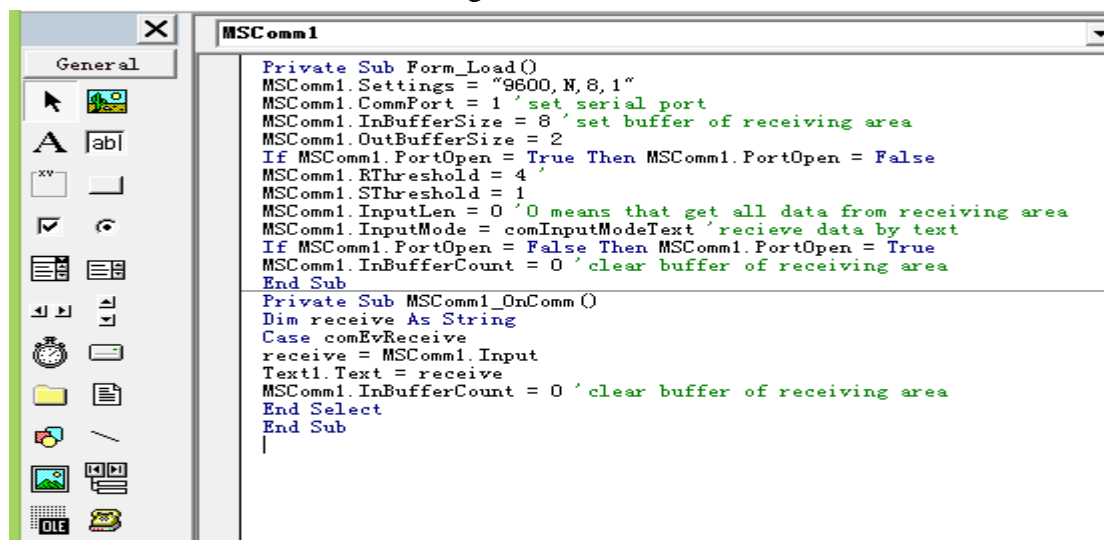 MSComm1
General
Private Sub Form_Load()
MSComm1.Settings = "9600,N,8,1"
MSComm1.CommPort = 1 'set serial port
MSComm1.InBufferSize = 8 'set buffer of receiving area
MSComm1.OutBufferSize = 2
If MSComm1.PortOpen = True Then MSComm1.PortOpen = False
MSComm1.RThreshold = 4 '
MSComm1.SThreshold = 1
MSComm1.InputLen = 0 '0 means that get all data from receiving area
MSComm1.InputMode = comInputModeText 'recieve data by text
If MSComm1.PortOpen = False Then MSComm1.PortOpen = True
MSComm1.InBufferCount = 0 'clear buffer of receiving area
End Sub
Private Sub MSComm1_OnComm()
Dim receive As String
Case comEvReceive
receive = MSComm1.Input
Text1.Text = receive
MSComm1.InBufferCount = 0 'clear buffer of receiving area
End Select
End Sub
A
ab
xv
OLE